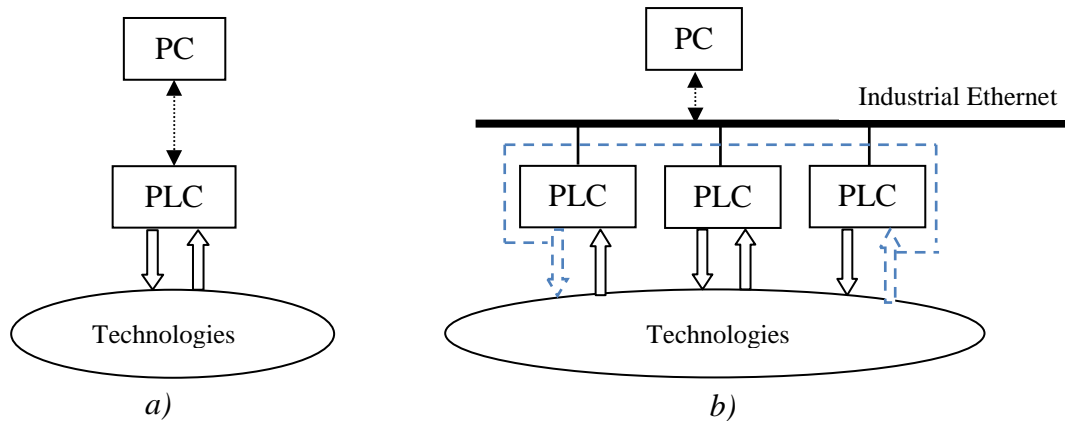 PC
PLC
Technologies
a)
PC
Industrial Ethernet
PLC
PLC
PLC
Technologies
b)